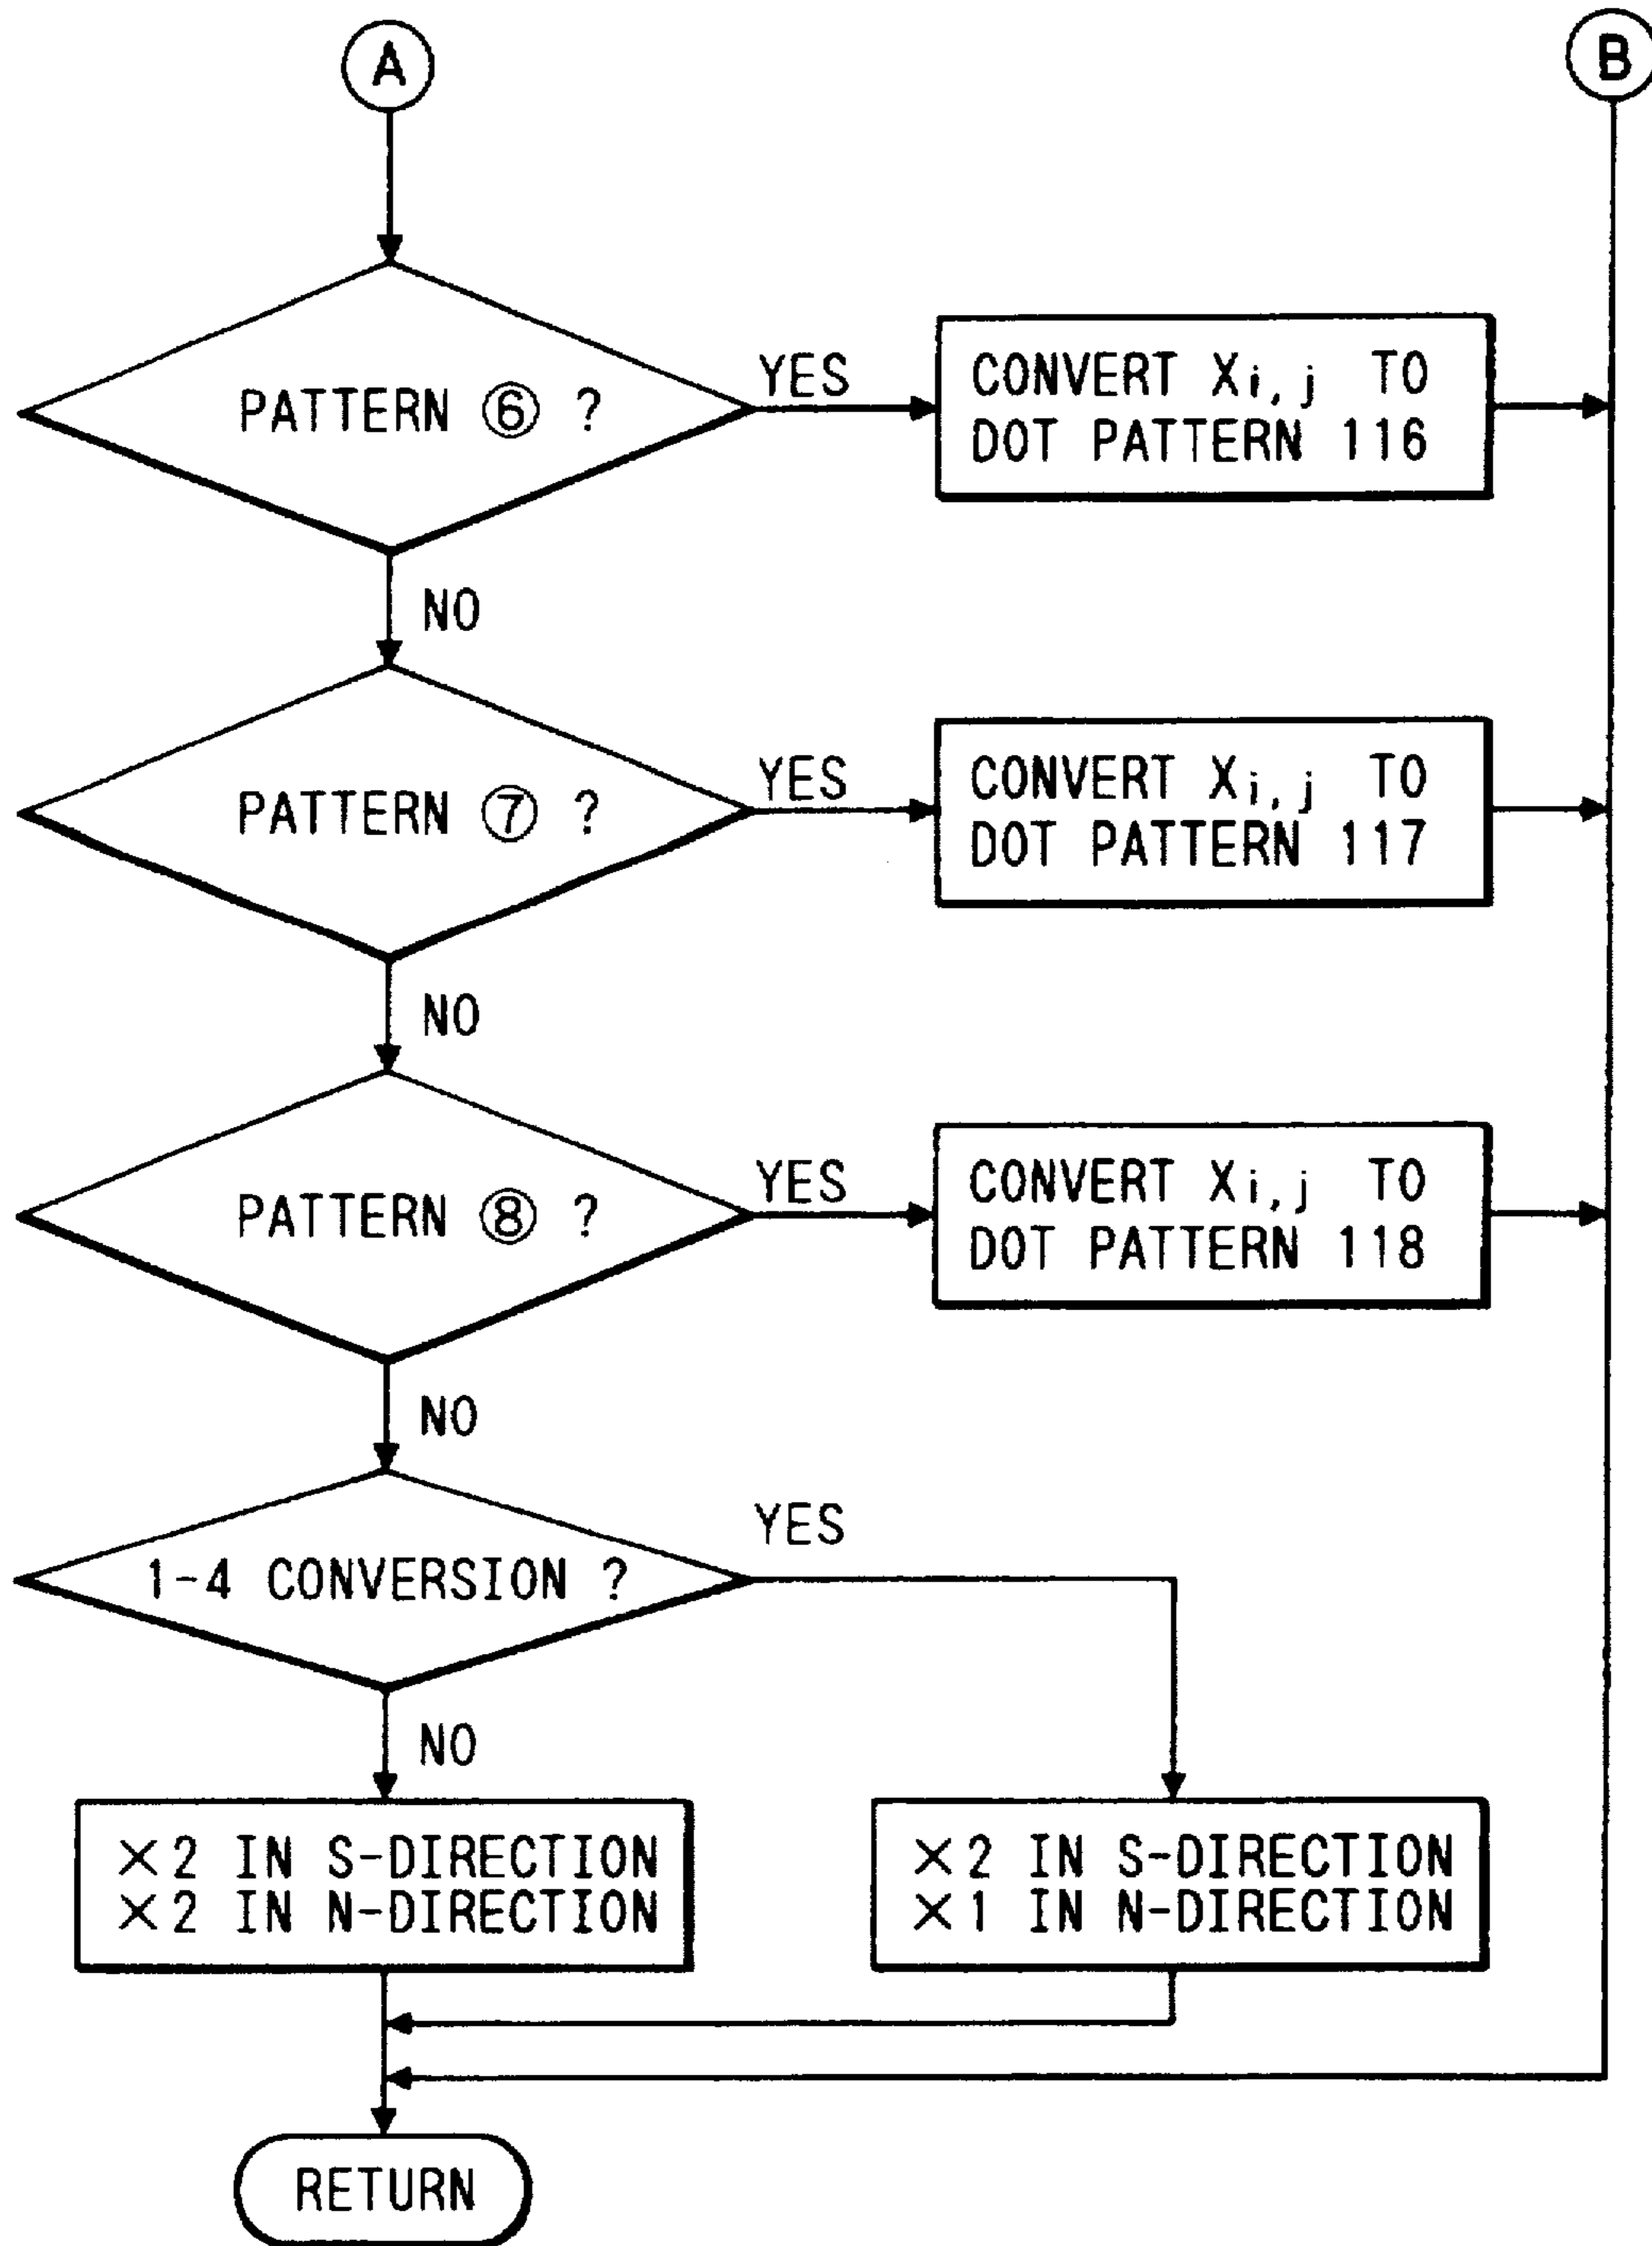 A
B
PATTERN ⑥ ?
YES
CONVERT Xi,j TO
DOT PATTERN 116
NO
PATTERN ⑦ ?
YES
CONVERT Xi,j TO
DOT PATTERN 117
NO
PATTERN ⑧ ?
YES
CONVERT Xi,j TO
DOT PATTERN 118
NO
1-4 CONVERSION ?
YES
NO
×2 IN S-DIRECTION
×2 IN N-DIRECTION
×2 IN S-DIRECTION
×1 IN N-DIRECTION
RETURN